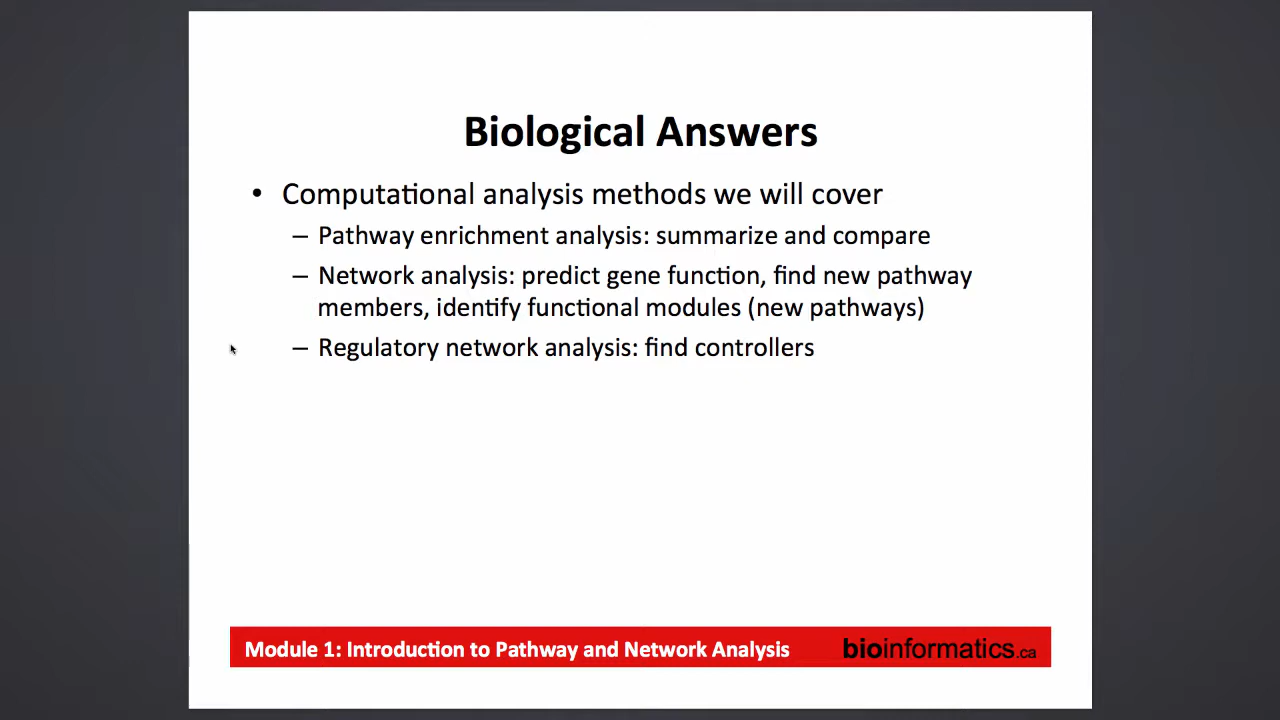 Biological Answers
• Computational analysis methods we will cover
– Pathway enrichment analysis: summarize and compare
– Network analysis: predict gene function, find new pathway
members, identify functional modules (new pathways)
– Regulatory network analysis: find controllers
Module 1: Introduction to Pathway and Network Analysis bioinformatics.ca